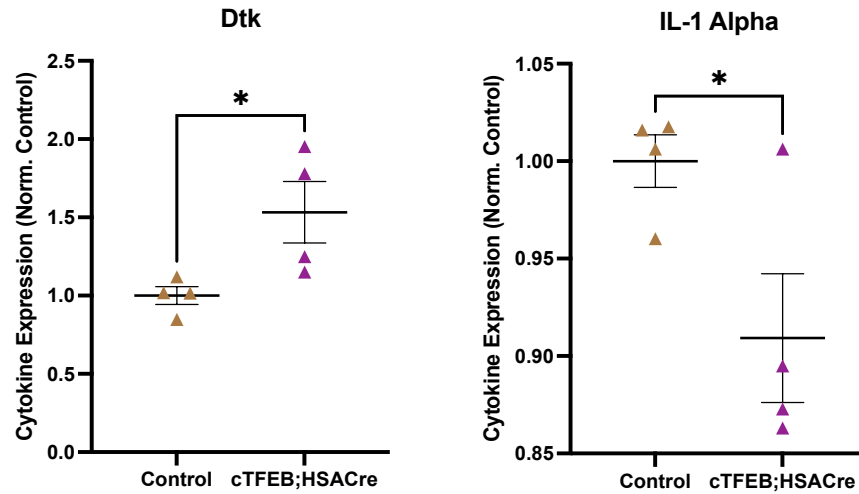 Dtk
Cytokine Expression (Norm. Control)
2.5
2.0
1.5
1.0
0.5
0.0
*
Control cTFEB;HSACre
IL-1 Alpha
Cytokine Expression (Norm. Control)
1.05
1.00
0.95
0.90
0.85
*
Control cTFEB;HSACre